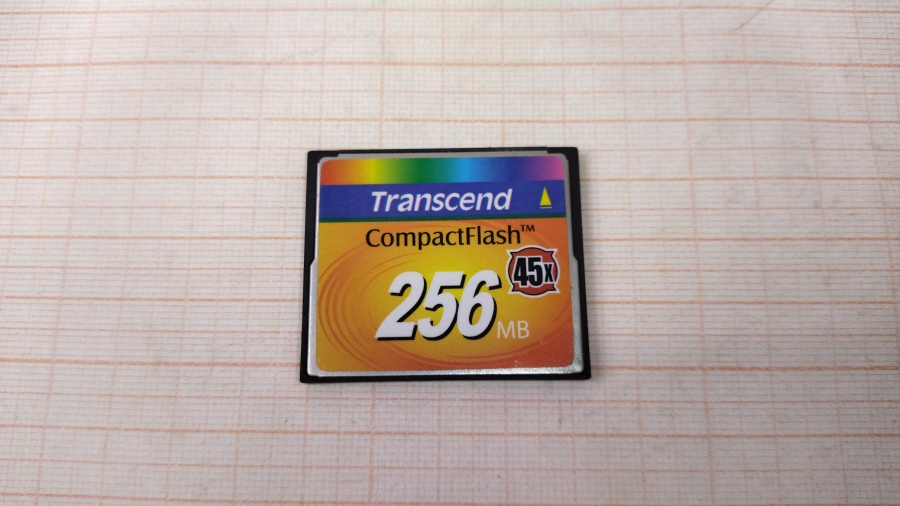 Transcend
CompactFlash™
45x
256 MB